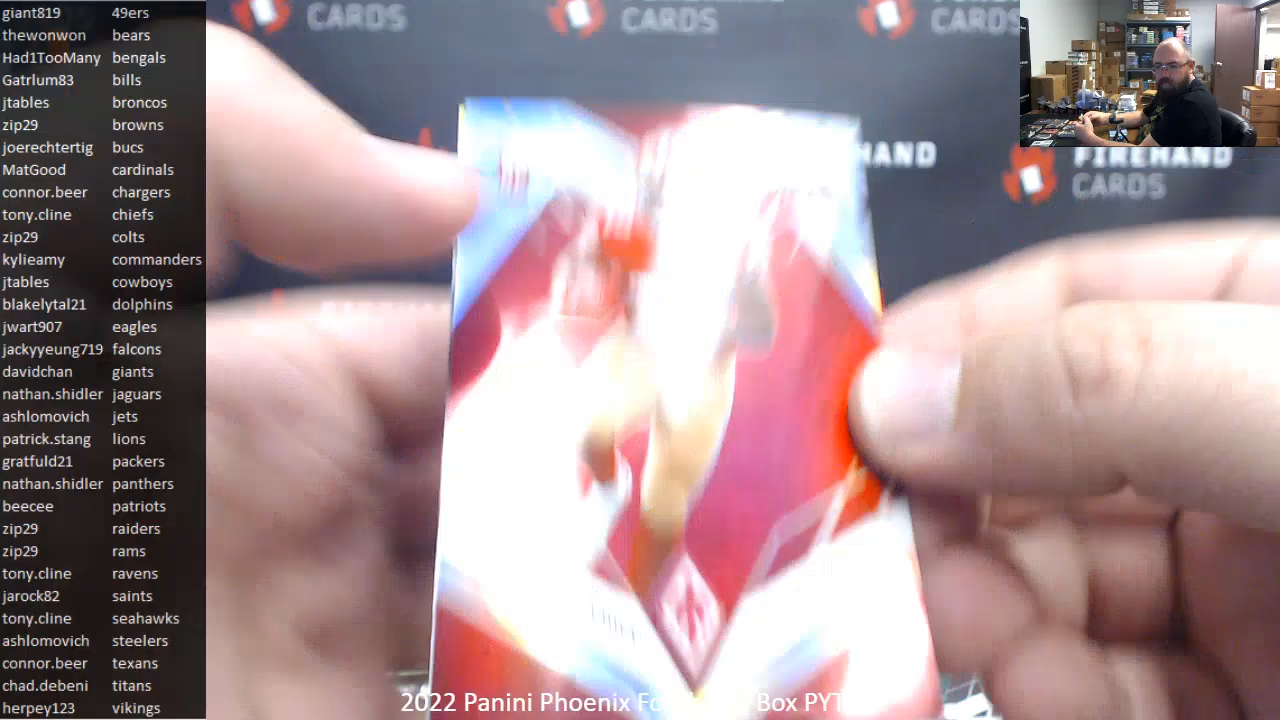 giant819 49ers
thewonwon bears
Had1TooMany bengals
Gatrlum83 bills
jtables broncos
zip29 browns
joerechtertig bucs
MatGood cardinals
connor.beer chargers
tony.cline chiefs
zip29 colts
kylieamy commanders
jtables cowboys
blakelytal21 dolphins
jwart907 eagles
jackyyeung719 falcons
davidchan giants
nathan.shidler jaguars
ashlomovich jets
patrick.stang lions
gratfuld21 packers
nathan.shidler panthers
beecee patriots
zip29 raiders
zip29 rams
tony.cline ravens
jarock82 saints
tony.cline seahawks
ashlomovich steelers
connor.beer texans
chad.debeni titans
herpey123 vikings
CARDS
CARDS
CARDS
HAND
FIREHAND
CARDS
2022 Panini Phoenix Box PYT